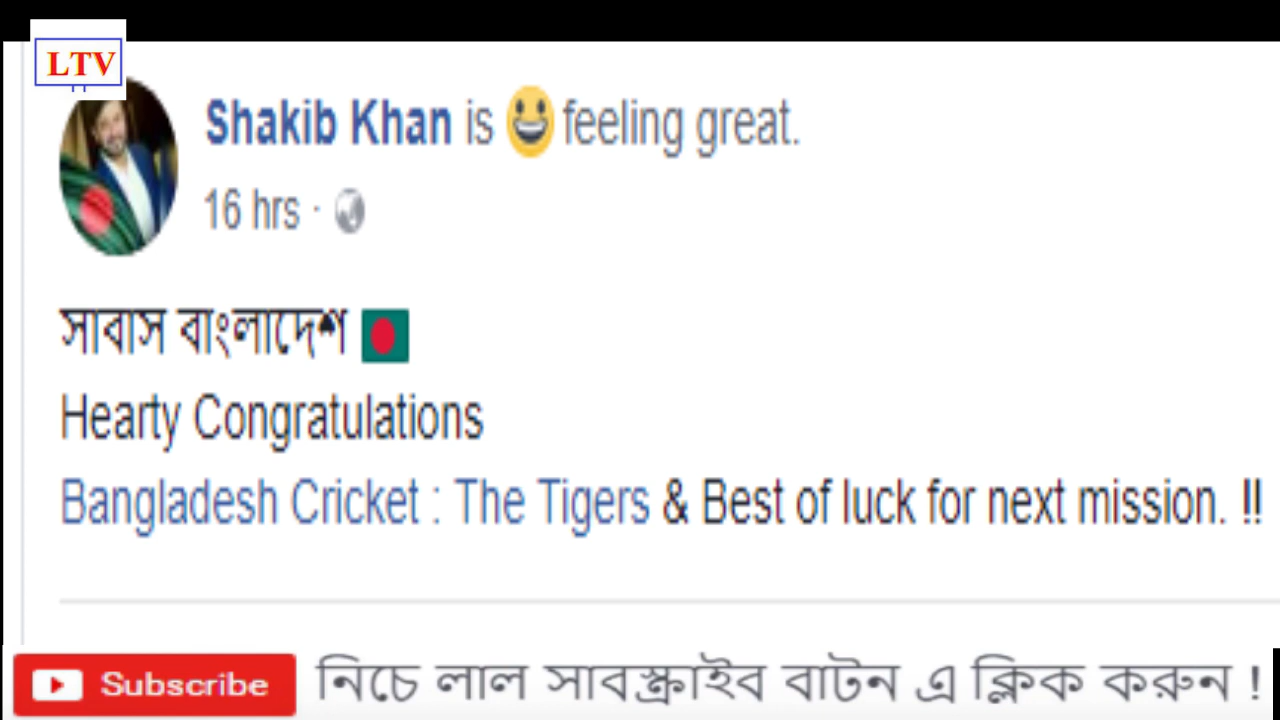 LTV
Shakib Khan is 😀 feeling great.
16 hrs ·
সাবাস বাংলাদেশ 🇧🇩
Hearty Congratulations
Bangladesh Cricket : The Tigers & Best of luck for next mission. !!
Subscribe নিচে লাল সাবস্ক্রাইব বাটন এ ক্লিক করুন !